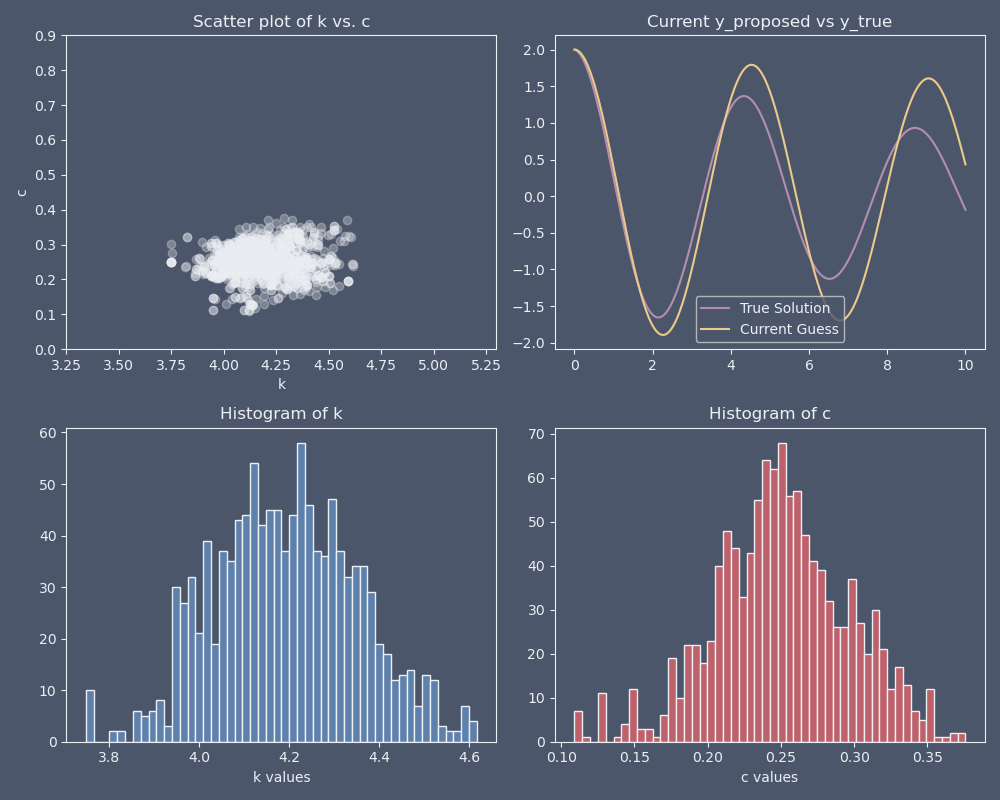 Scatter plot of k vs. c
0.9
0.8
0.7
0.6
0.5
0.4
0.3
0.2
0.1
0.0
c
3.25 3.50 3.75 4.00 4.25 4.50 4.75 5.00 5.25
k
Current y_proposed vs y_true
2.0
1.5
1.0
0.5
0.0
−0.5
−1.0
−1.5
−2.0
True Solution
Current Guess
0 2 4 6 8 10
Histogram of k
60
50
40
30
20
10
0
3.8 4.0 4.2 4.4 4.6
k values
Histogram of c
70
60
50
40
30
20
10
0
0.10 0.15 0.20 0.25 0.30 0.35
c values